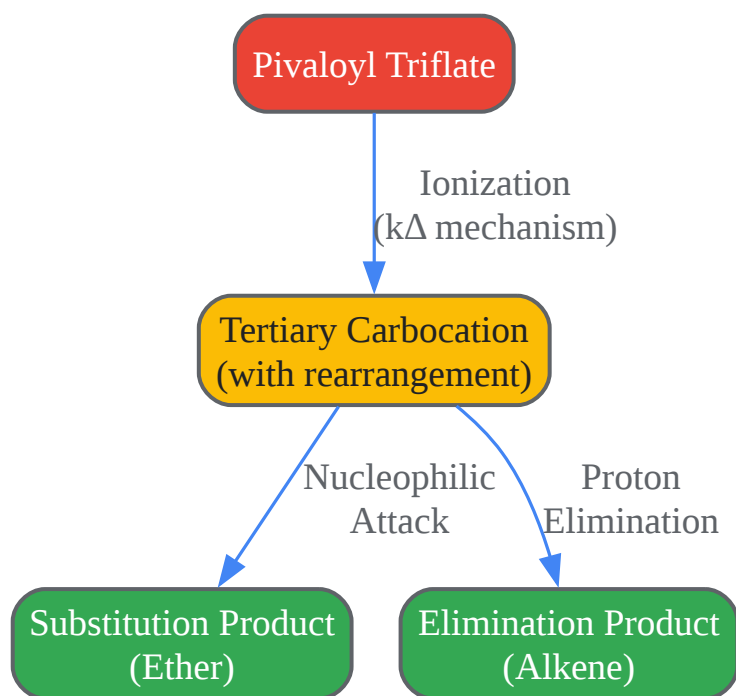 Pivaloyl Triflate
Ionization
(kΔ mechanism)
Tertiary Carbocation
(with rearrangement)
Nucleophilic
Attack
Proton
Elimination
Substitution Product
(Ether)
Elimination Product
(Alkene)